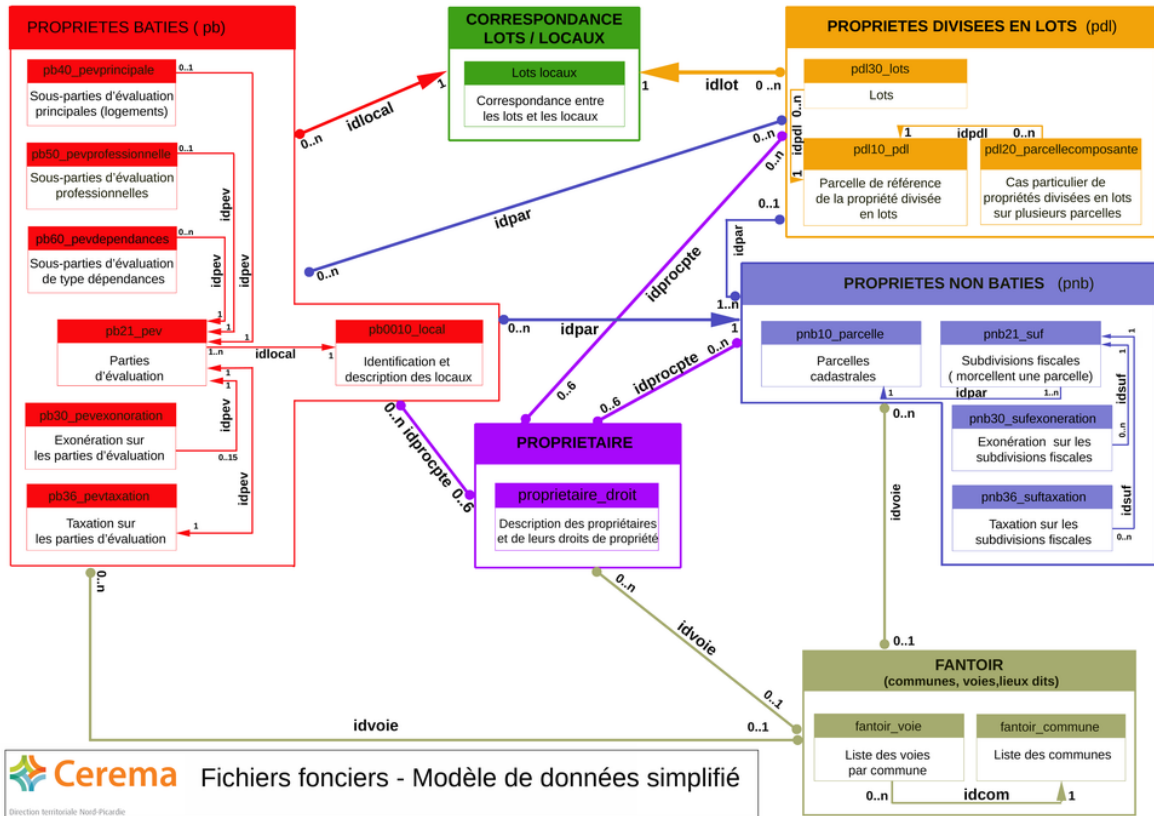 PROPRIETES BATIES ( pb)
pb40_pevprincipale
Sous-parties d'évaluation
principales (logements)
0..1
pb50_pevprofessionnelle
Sous-parties d'évaluation
professionnelles
0..1
idpev
pb60_pevdependances
Sous-parties d'évaluation
de type dépendances
0..n
idpev
idpev
1
1
1
pb21_pev
Parties
d'évaluation
1..n
idlocal
1
pb0010_local
Identification et
description des locaux
1
1
idpev
pb30_pevexonoration
Exonération sur
les parties d'évaluation
0..15
idpev
pb36_pevtaxation
Taxation sur
les parties d'évaluation
1
CORRESPONDANCE
LOTS / LOCAUX
Lots locaux
Correspondance entre
les lots et les locaux
1
idlocal
0..n
1
idlot
0..n
PROPRIETES DIVISEES EN LOTS (pdl)
pdl30_lots
Lots
0..n
idpdl
1
1
idpdl
0..n
pdl10_pdl
Parcelle de référence
de la propriété divisée
en lots
pdl20_parcellecomposante
Cas particulier de
propriétés divisées en lots
sur plusieurs parcelles
0..n
idpar
0..n
0..n
idprocpte
0..6
0..1
idpar
1..n
PROPRIETES NON BATIES (pnb)
0..n
idpar
1
pnb10_parcelle
Parcelles
cadastrales
pnb21_suf
Subdivisions fiscales
( morcellent une parcelle)
1
idpar
1..n
1
1
idsuf
0..n
pnb30_sufexoneration
Exonération sur les
subdivisions fiscales
idsuf
0..n
pnb36_suftaxation
Taxation sur les
subdivisions fiscales
0..n
idprocpte
0..6
0..n
idprocpte
0..6
PROPRIETAIRE
proprietaire_droit
Description des propriétaires
et de leurs droits de propriété
0..n
idvoie
0..1
0..n
idvoie
0..1
0..n
idvoie
0..1
FANTOIR
(communes, voies,lieux dits)
fantoir_voie
Liste des voies
par commune
fantoir_commune
Liste des communes
0..n
idcom
1
Cerema
Direction territoriale Nord-Picardie
Fichiers fonciers - Modèle de données simplifié